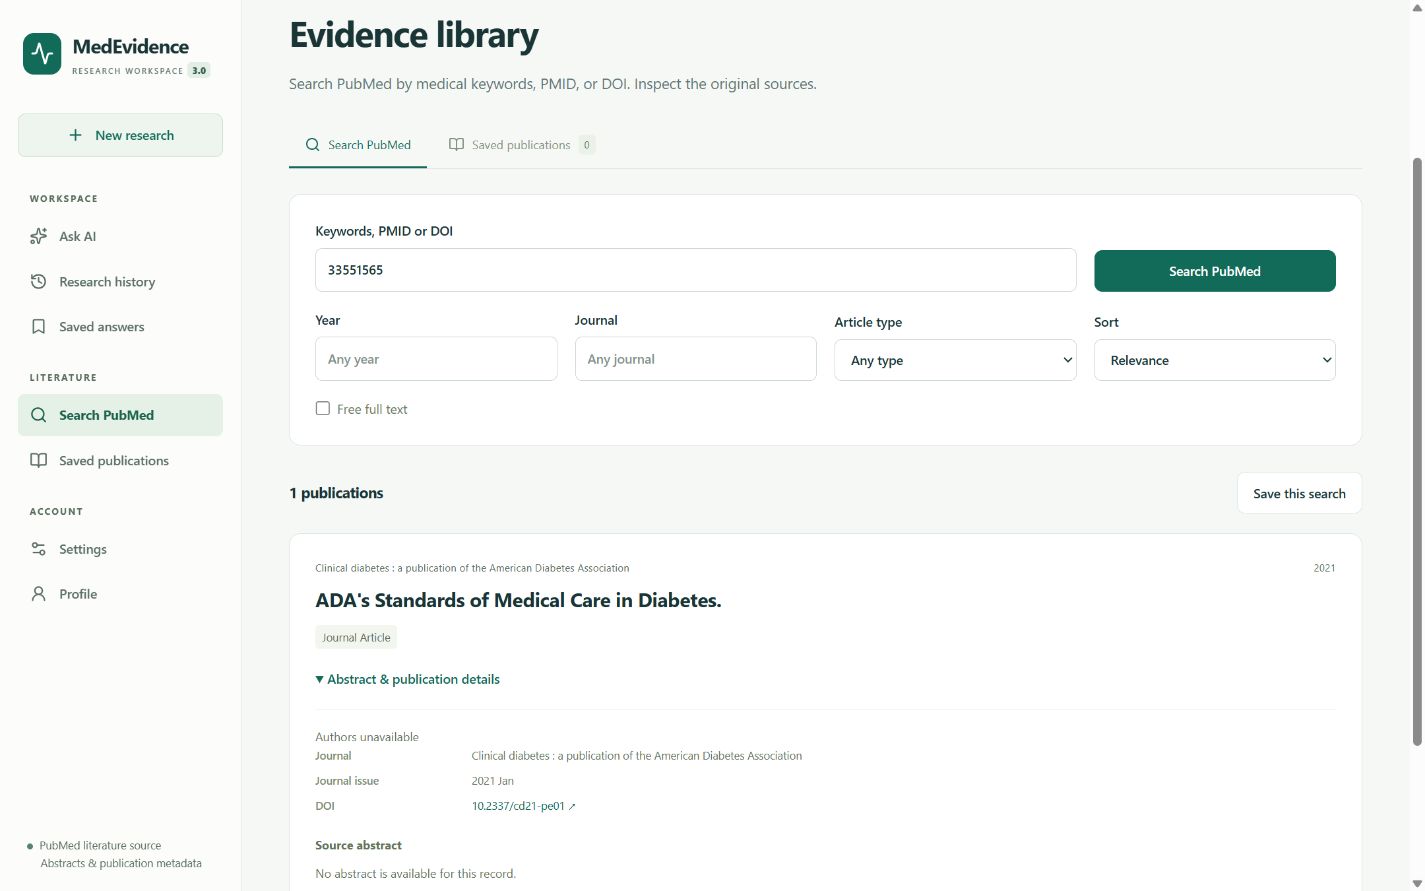 MedEvidence
RESEARCH WORKSPACE 3.0
New research
WORKSPACE
Ask AI
Research history
Saved answers
LITERATURE
Search PubMed
Saved publications
ACCOUNT
Settings
Profile
PubMed literature source
Abstracts & publication metadata
Evidence library
Search PubMed by medical keywords, PMID, or DOI. Inspect the original sources.
Search PubMed
Saved publications 0
Keywords, PMID or DOI
33551565
Search PubMed
Year
Journal
Article type
Sort
Any year
Any journal
Any type
Relevance
Free full text
1 publications
Save this search
Clinical diabetes : a publication of the American Diabetes Association
2021
ADA's Standards of Medical Care in Diabetes.
Journal Article
▼ Abstract & publication details
Authors unavailable
Journal Clinical diabetes : a publication of the American Diabetes Association
Journal issue 2021 Jan
DOI 10.2337/cd21-pe01 ↗
Source abstract
No abstract is available for this record.